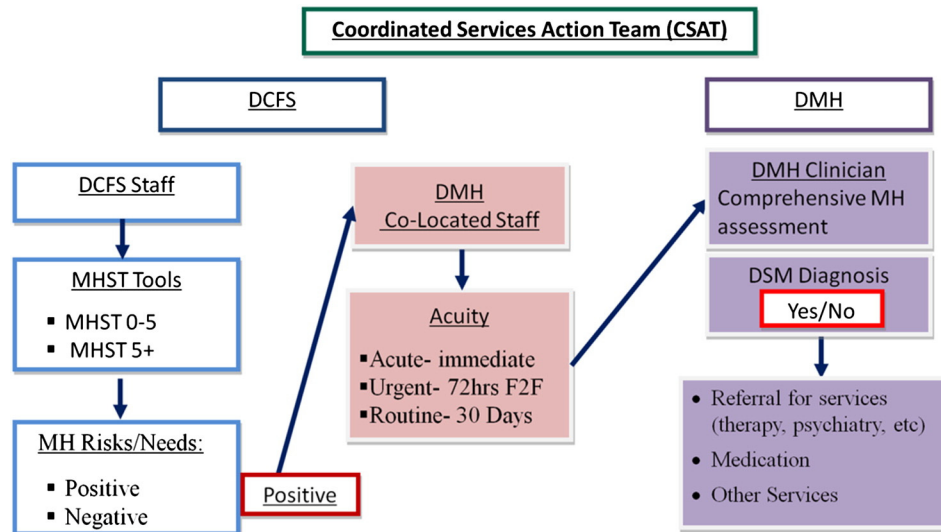 Coordinated Services Action Team (CSAT)
DCFS
DMH
DCFS Staff
MHST Tools
▪ MHST 0-5
▪ MHST 5+
MH Risks/Needs:
▪ Positive
▪ Negative
Positive
DMH
Co-Located Staff
Acuity
▪Acute- immediate
▪Urgent- 72hrs F2F
▪Routine- 30 Days
DMH Clinician
Comprehensive MH
assessment
DSM Diagnosis
Yes/No
• Referral for services
(therapy, psychiatry, etc)
• Medication
• Other Services